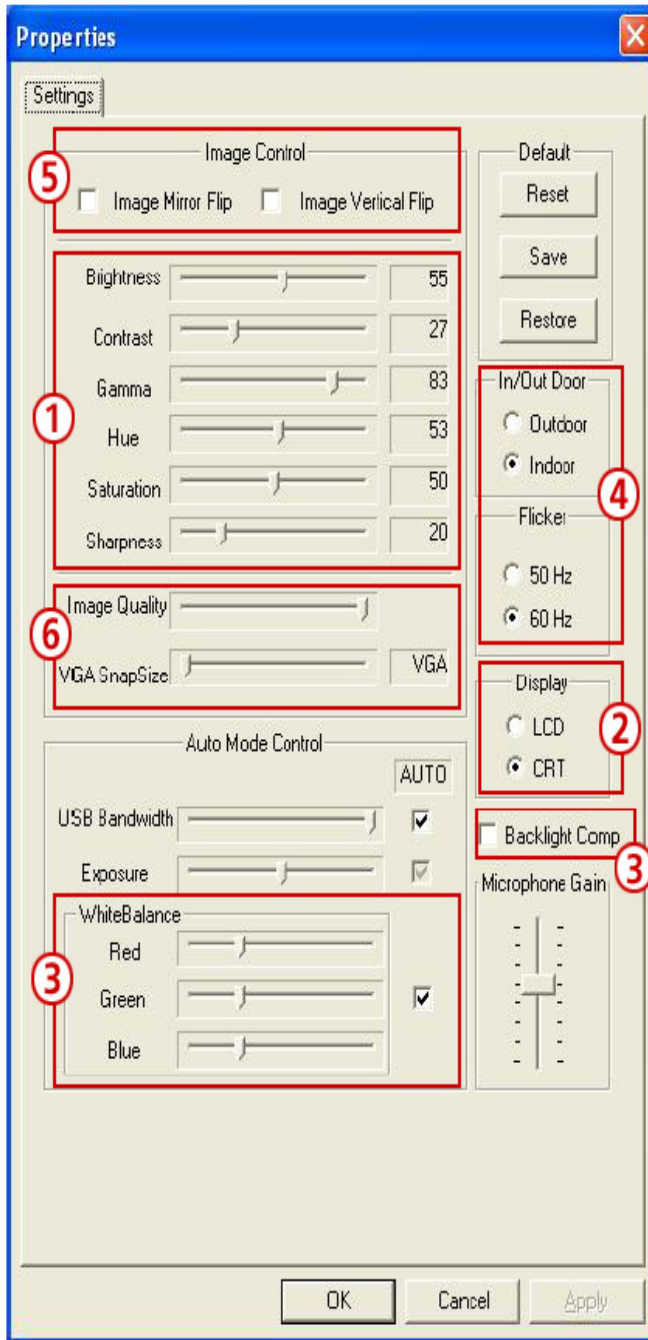 Properties
Settings
Image Control
5
Image Mirror Flip Image Vertical Flip
Brightness 55
Contrast 27
Gamma 83
1
Hue 53
Saturation 50
Sharpness 20
Image Quality
6
VGA SnapSize VGA
Auto Mode Control
AUTO
USB Bandwidth
Exposure
WhiteBalance
Red
3
Green
Blue
Default
Reset
Save
Restore
In/Out Door
Outdoor
Indoor
4
Flicker
50 Hz
60 Hz
Display
LCD
2
CRT
Backlight Comp
3
Microphone Gain
OK Cancel Apply